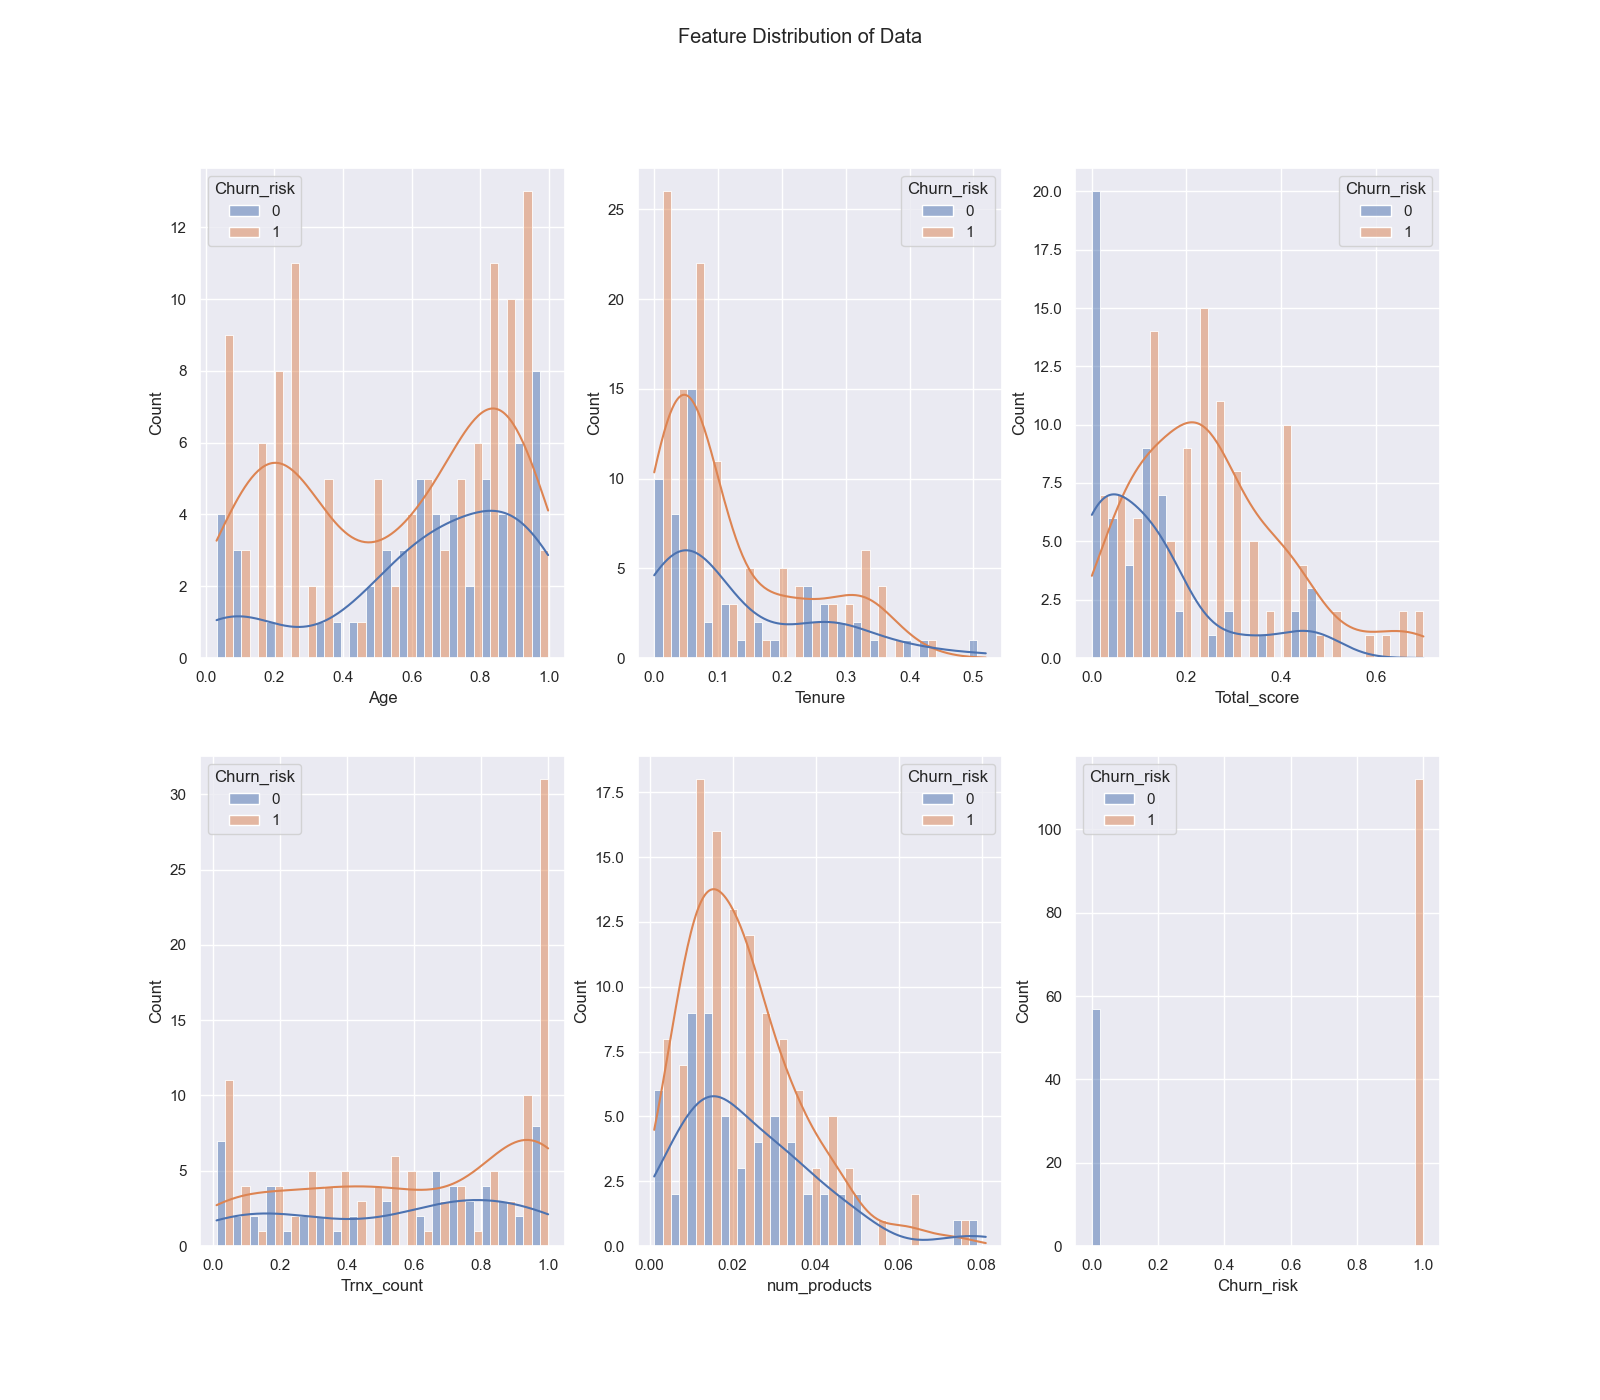 Feature Distribution of Data
Churn_risk
0
1
12
10
8
6
4
2
0
Count
0.0 0.2 0.4 0.6 0.8 1.0
Age
Churn_risk
0
1
25
20
15
10
5
0
Count
0.0 0.1 0.2 0.3 0.4 0.5
Tenure
Churn_risk
0
1
20.0
17.5
15.0
12.5
10.0
7.5
5.0
2.5
0.0
Count
0.0 0.2 0.4 0.6
Total_score
Churn_risk
0
1
30
25
20
15
10
5
0
Count
0.0 0.2 0.4 0.6 0.8 1.0
Trnx_count
Churn_risk
0
1
17.5
15.0
12.5
10.0
7.5
5.0
2.5
0.0
Count
0.00 0.02 0.04 0.06 0.08
num_products
Churn_risk
0
1
100
80
60
40
20
0
Count
0.0 0.2 0.4 0.6 0.8 1.0
Churn_risk